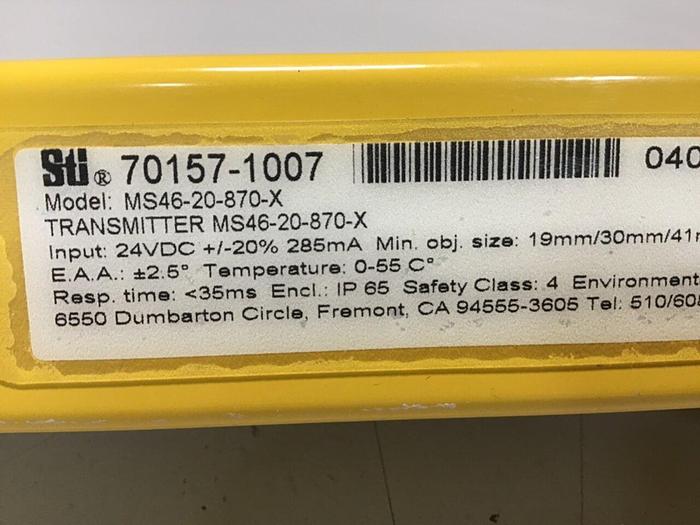 Sti® 70157-1007 040
Model: MS46-20-870-X
TRANSMITTER MS46-20-870-X
Input: 24VDC +/-20% 285mA Min. obj. size: 19mm/30mm/41
E.A.A.: ±2.5° Temperature: 0-55 C°
Resp. time: <35ms Encl.: IP 65 Safety Class: 4 Environment
6550 Dumbarton Circle, Fremont, CA 94555-3605 Tel: 510/60